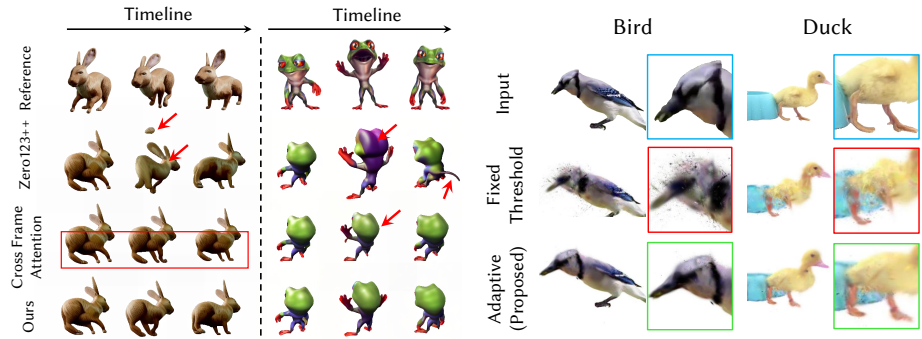 Timeline
Timeline
Reference
Zero123++
Cross Frame
Attention
Ours
Bird
Duck
Input
Fixed
Threshold
Adaptive
(Proposed)